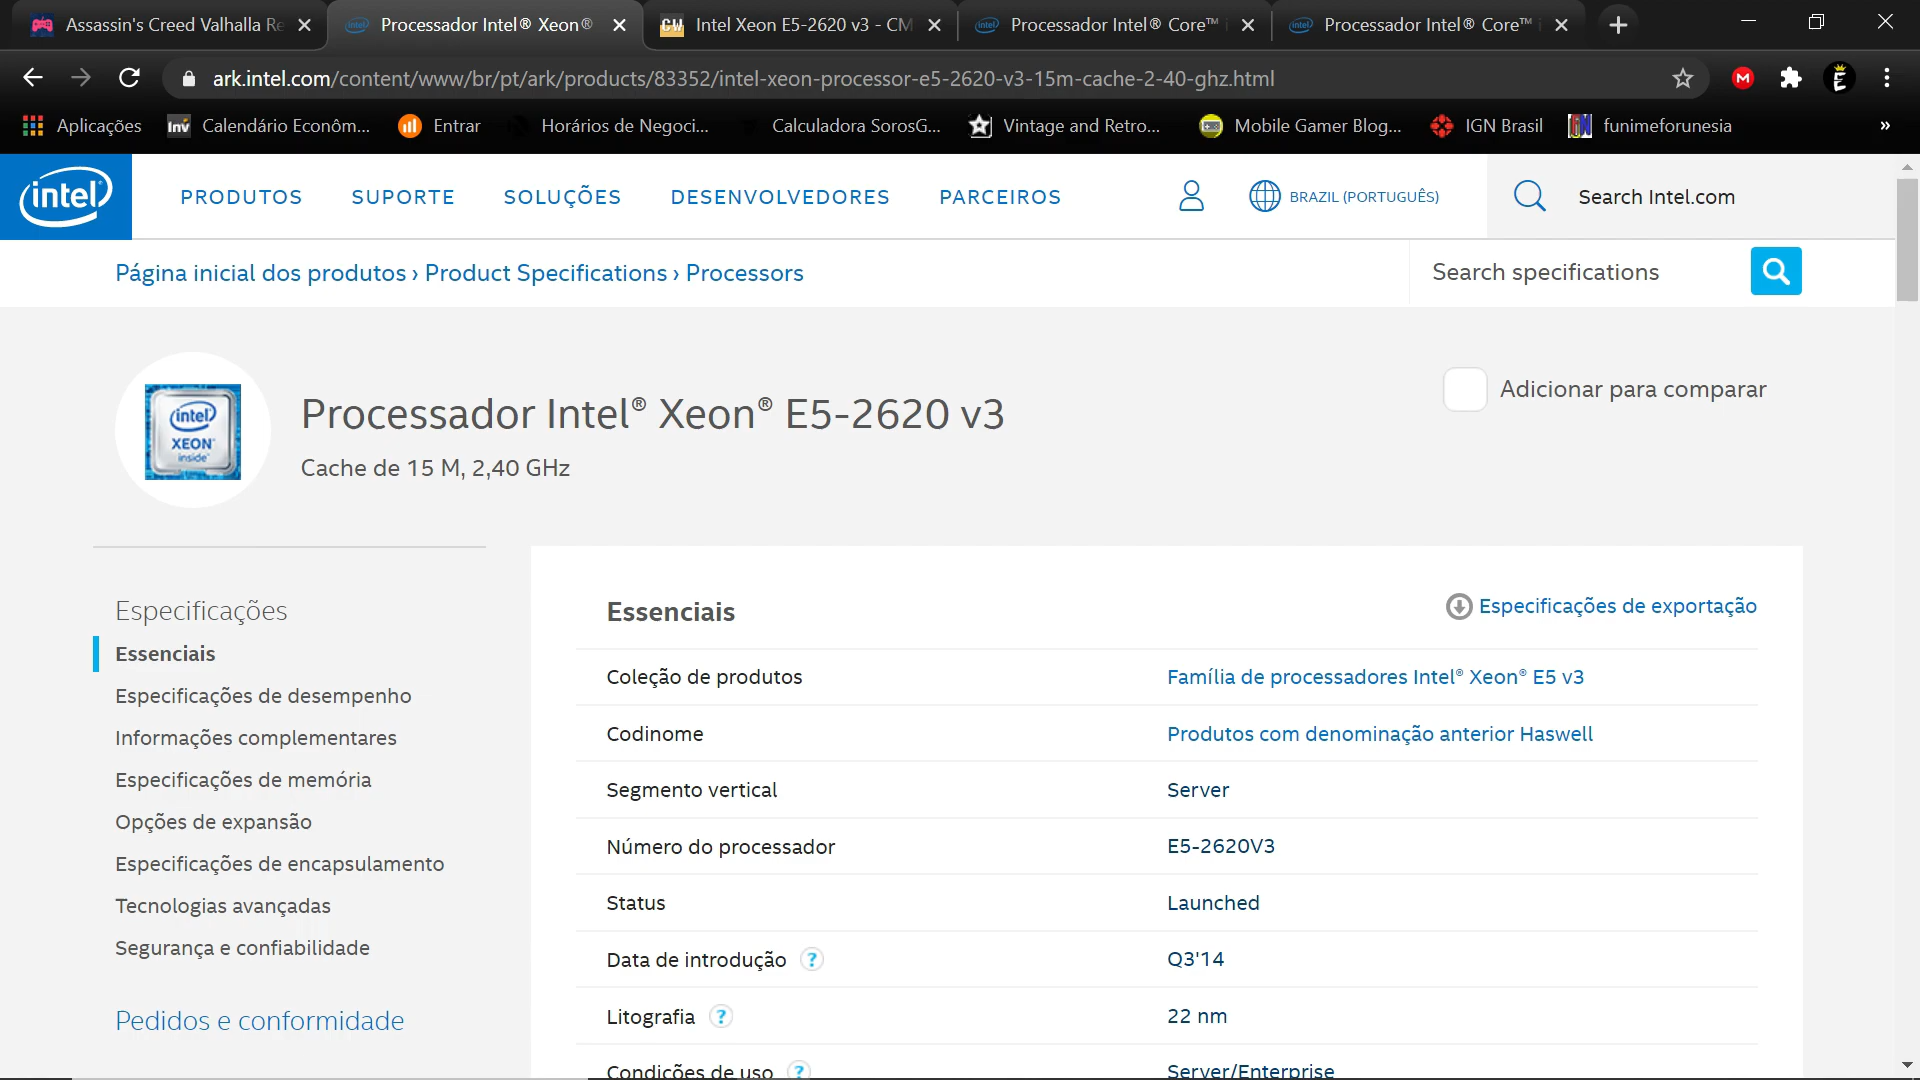 Assassin's Creed Valhalla Re
Processador Intel® Xeon®
Intel Xeon E5-2620 v3 - CM
Processador Intel® Core™ i
Processador Intel® Core™ i
ark.intel.com/content/www/br/pt/ark/products/83352/intel-xeon-processor-e5-2620-v3-15m-cache-2-40-ghz.html
Aplicações
Calendário Econôm...
Entrar
Horários de Negoci...
Calculadora SorosG...
Vintage and Retro...
Mobile Gamer Blog...
IGN Brasil
funimeforunesia
»
intel
PRODUTOS
SUPORTE
SOLUÇÕES
DESENVOLVEDORES
PARCEIROS
BRAZIL (PORTUGUÊS)
Search Intel.com
Página inicial dos produtos › Product Specifications › Processors
Search specifications
intel
XEON
inside
Processador Intel® Xeon® E5-2620 v3
Cache de 15 M, 2,40 GHz
Adicionar para comparar
Especificações
Essenciais
Especificações de desempenho
Informações complementares
Especificações de memória
Opções de expansão
Especificações de encapsulamento
Tecnologias avançadas
Segurança e confiabilidade
Pedidos e conformidade
Essenciais
Especificações de exportação
Coleção de produtos
Família de processadores Intel® Xeon® E5 v3
Codinome
Produtos com denominação anterior Haswell
Segmento vertical
Server
Número do processador
E5-2620V3
Status
Launched
Data de introdução ?
Q3'14
Litografia ?
22 nm
Condições de uso ?
Server/Enterprise